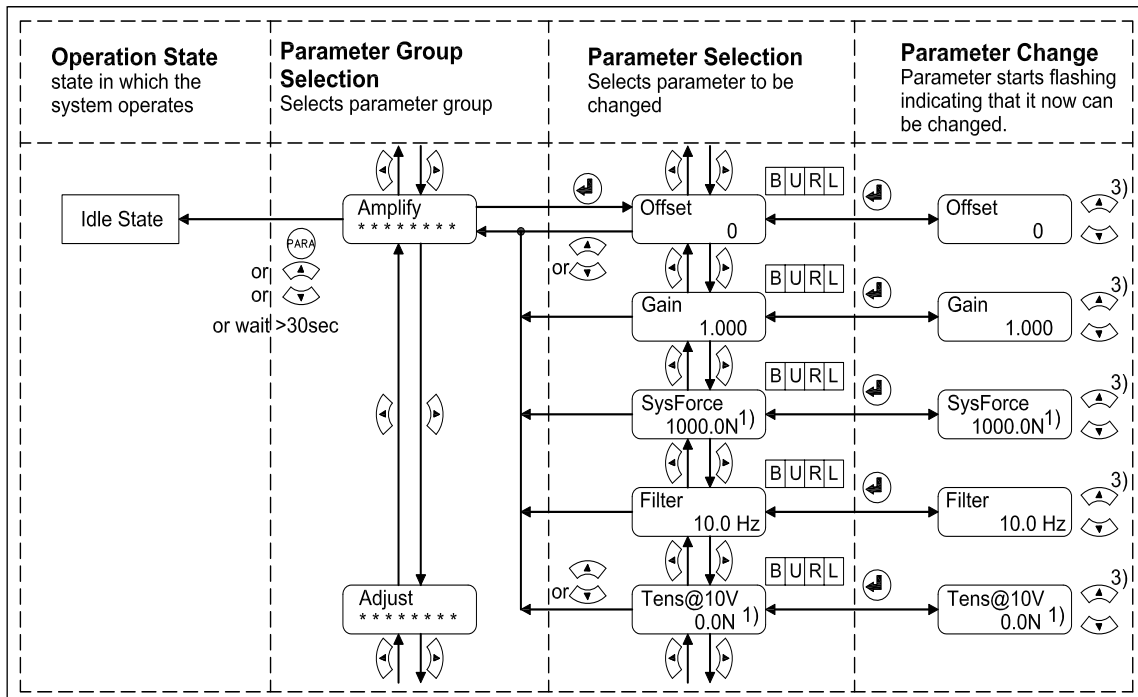 Operation State
state in which the
system operates
Parameter Group
Selection
Selects parameter group
Parameter Selection
Selects parameter to be
changed
Parameter Change
Parameter starts flashing
indicating that it now can
be changed.
Idle State
Amplify
* * * * * * * *
PARA
or
or
or wait >30sec
Adjust
* * * * * * * *
or
Offset
0
B U R L
Offset
0
3)
Gain
1.000
B U R L
Gain
1.000
3)
SysForce
1000.0N 1)
B U R L
SysForce
1000.0N 1)
3)
Filter
10.0 Hz
B U R L
Filter
10.0 Hz
3)
or
Tens@10V
0.0N 1)
B U R L
Tens@10V
0.0N 1)
3)